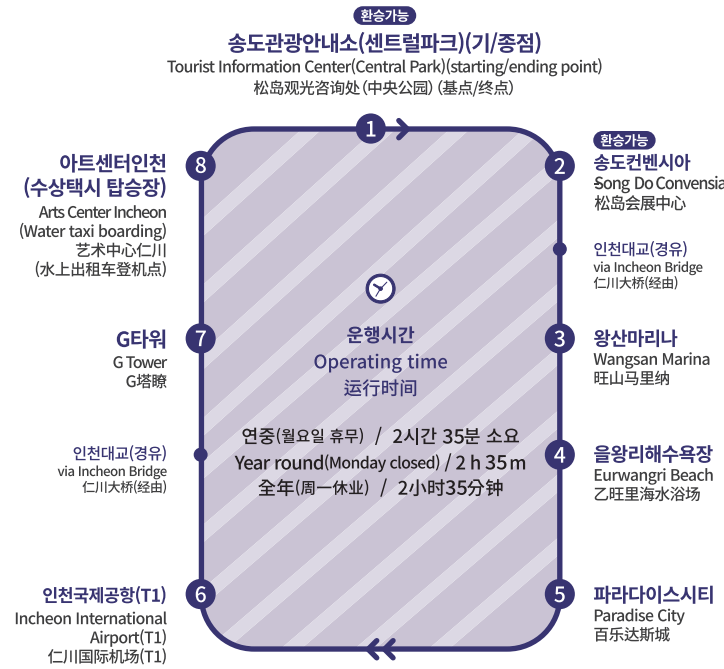 환승가능
송도관광안내소(센트럴파크)(기/종점)
Tourist Information Center(Central Park)(starting/ending point)
松岛观光咨询处(中央公园)(基点/终点)
1
환승가능
2
송도컨벤시아
Song Do Convensia
松岛会展中心
인천대교(경유)
via Incheon Bridge
仁川大桥(经由)
3
왕산마리나
Wangsan Marina
旺山马里纳
4
을왕리해수욕장
Eurwangri Beach
乙旺里海水浴场
5
파라다이스시티
Paradise City
百乐达斯城
6
인천국제공항(T1)
Incheon International
Airport(T1)
仁川国际机场(T1)
인천대교(경유)
via Incheon Bridge
仁川大桥(经由)
7
G타워
G Tower
G塔瞭
8
아트센터인천
(수상택시 탑승장)
Arts Center Incheon
(Water taxi boarding)
艺术中心仁川
(水上出租车登机点)
운행시간
Operating time
运行时间
연중(월요일 휴무) / 2시간 35분 소요
Year round(Monday closed) / 2 h 35 m
全年(周一休业) / 2小时35分钟